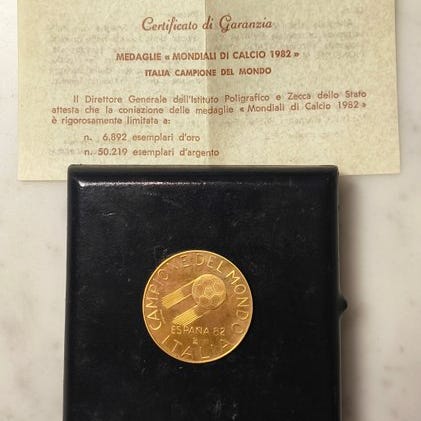 Certificato di Garanzia
MEDAGLIE « MONDIALI DI CALCIO 1982 »
ITALIA CAMPIONE DEL MONDO
Il Direttore Generale dell'Istituto Poligrafico e Zecca dello Stato
attesta che la coniazione delle medaglie « Mondiali di Calcio 1982 »
è rigorosamente limitata a:
n. 6.892 esemplari d'oro
n. 50.219 esemplari d'argento
CAMPIONE DEL MONDO
ESPAÑA 82
ITALIA